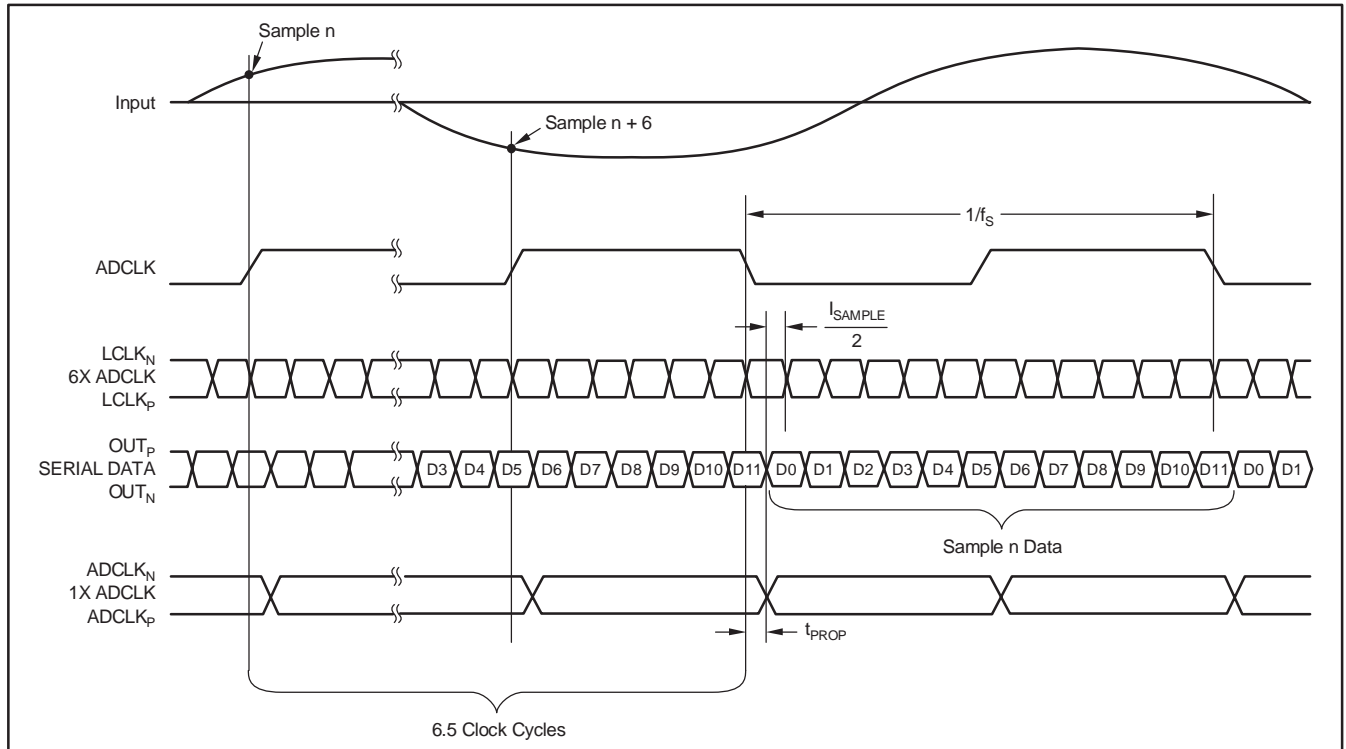 Sample n
Input
Sample n + 6
1/fS
ADCLK
ISAMPLE
2
LCLKN
6X ADCLK
LCLKP
OUTP
SERIAL DATA
OUTN
D3 D4 D5 D6 D7 D8 D9 D10 D11 D0 D1 D2 D3 D4 D5 D6 D7 D8 D9 D10 D11 D0 D1
Sample n Data
ADCLKN
1X ADCLK
ADCLKP
tPROP
6.5 Clock Cycles